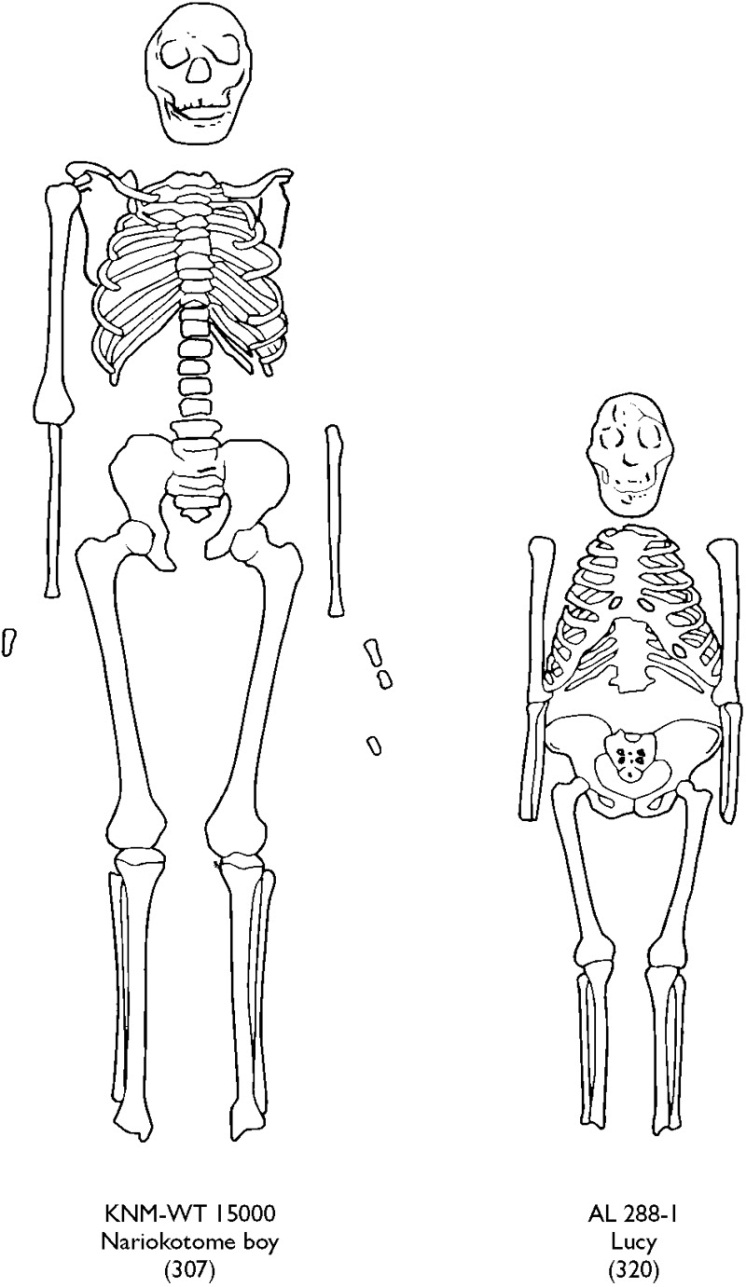 KNM-WT 15000
Nariokotome boy
(307)
AL 288-1
Lucy
(320)